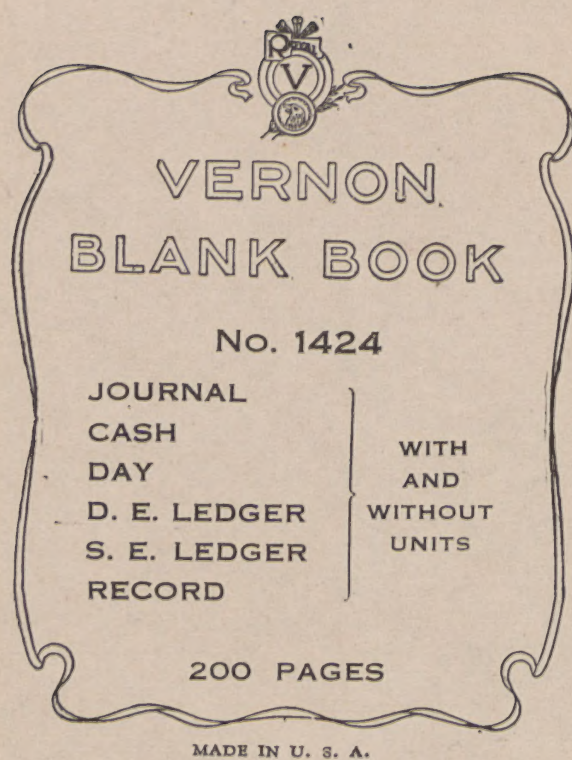 ROYAL
V
VERNON
BLANK BOOK
No. 1424
JOURNAL
CASH
DAY
D. E. LEDGER
S. E. LEDGER
RECORD
WITH
AND
WITHOUT
UNITS
200 PAGES
MADE IN U. S. A.